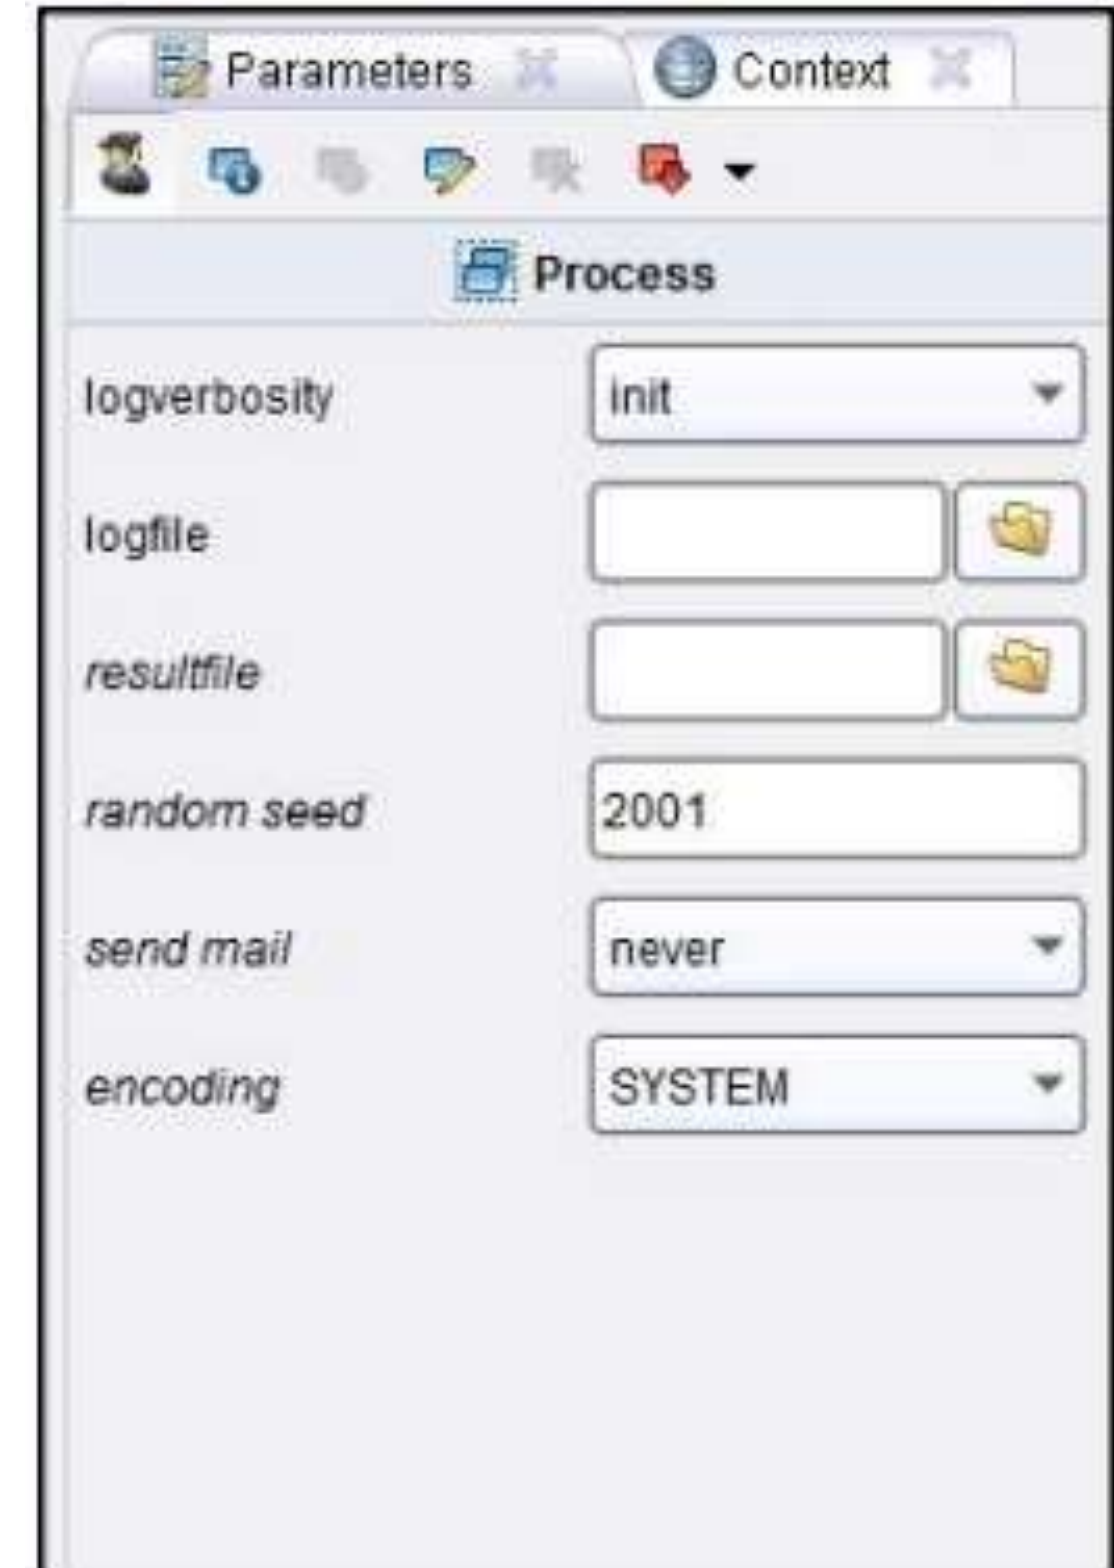 Parameters Context
Process
logverbosity init
logfile
resultfile
random seed 2001
send mail never
encoding SYSTEM